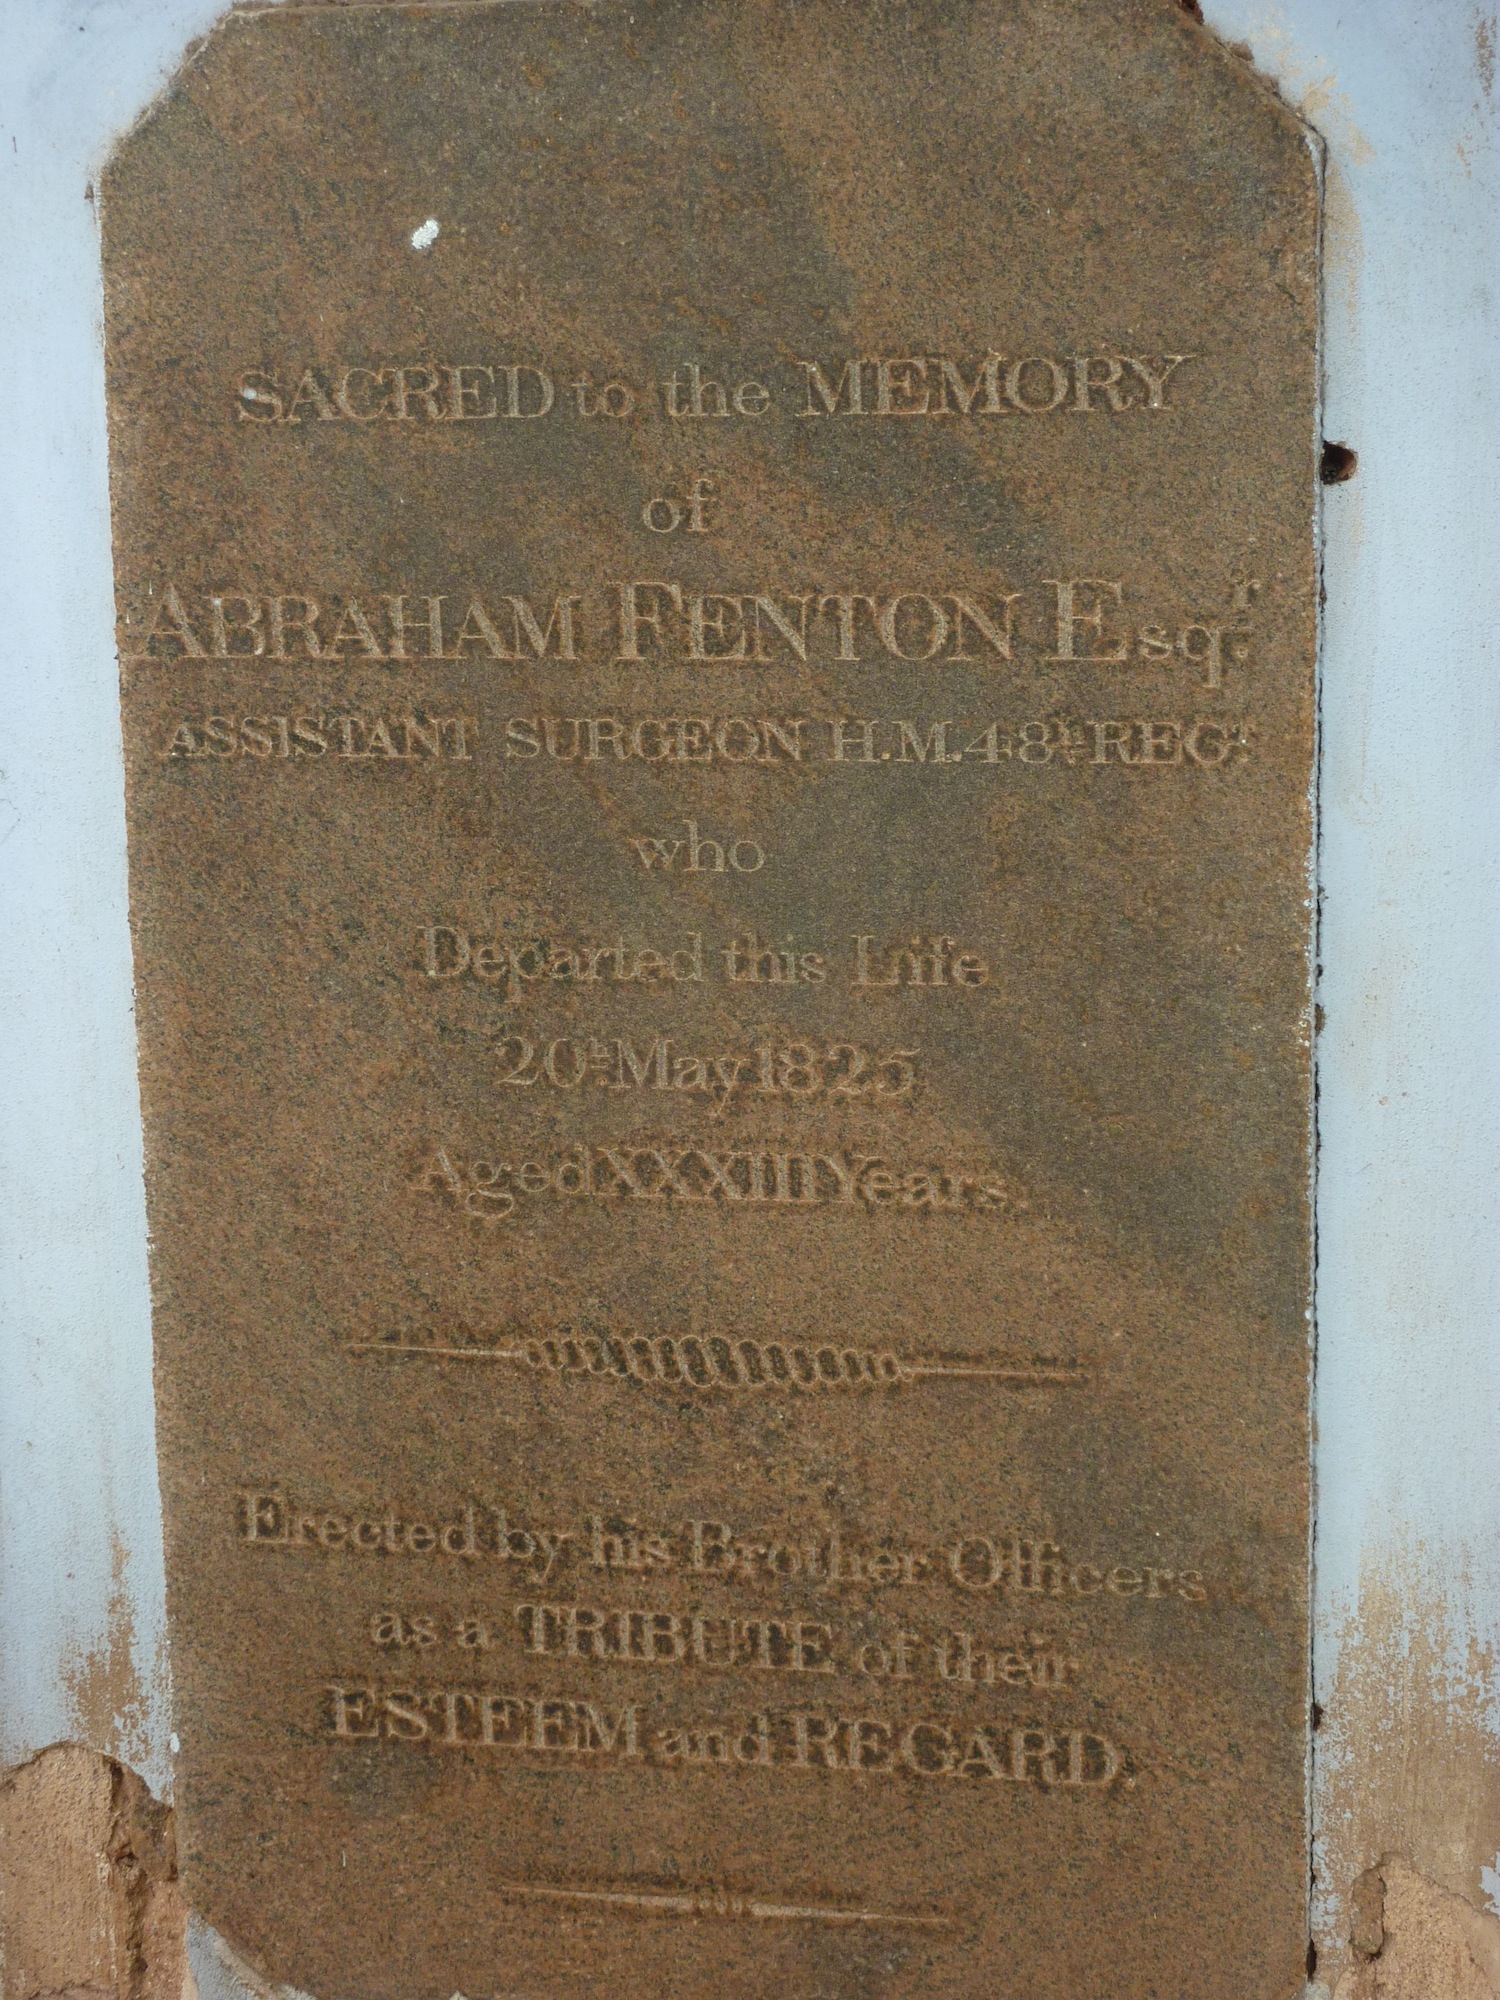 SACRED to the MEMORY
of
ABRAHAM FENTON Esqr.
ASSISTANT SURGEON H.M. 48th REGT.
who
Departed this Life
20th May 1825
Aged XXXIII Years.
Erected by his Brother Officers
as a TRIBUTE of their
ESTEEM and REGARD.